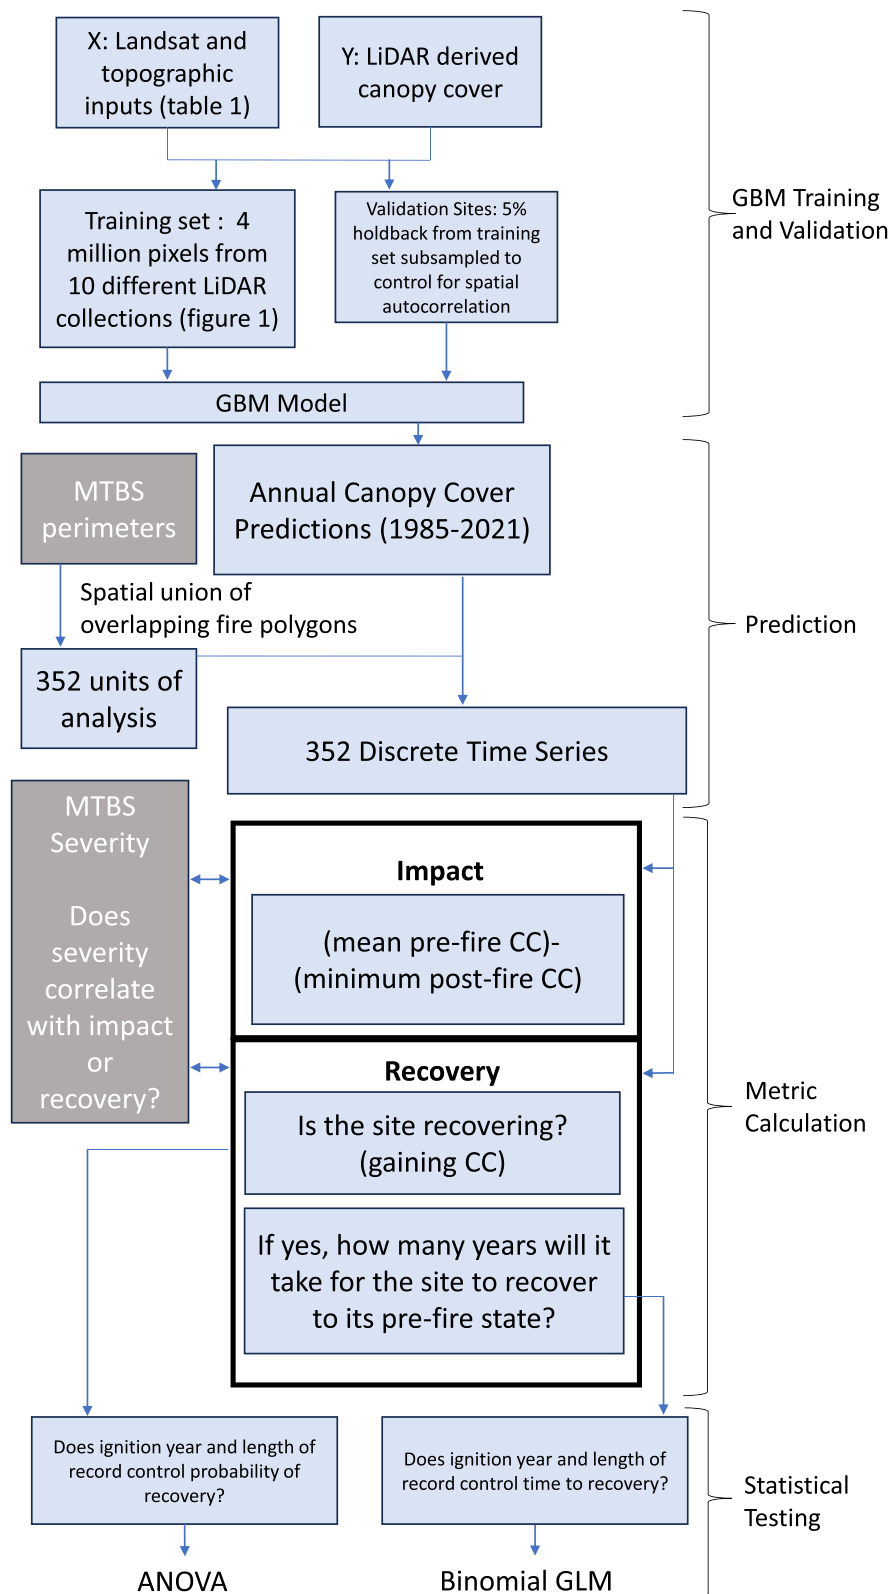 X: Landsat and
topographic
inputs (table 1)
Y: LiDAR derived
canopy cover
GBM Training
and Validation
Training set :  4
million pixels from
10 different LiDAR
collections (figure 1)
Validation Sites: 5%
holdback from training
set subsampled to
control for spatial
autocorrelation
GBM Model
MTBS
perimeters
Annual Canopy Cover
Predictions (1985-2021)
Spatial union of
overlapping fire polygons
Prediction
352 units of
analysis
352 Discrete Time Series
MTBS
Severity
Does
severity
correlate
with impact
or
recovery?
Impact
(mean pre-fire CC)-
(minimum post-fire CC)
Recovery
Is the site recovering?
(gaining CC)
If yes, how many years will it
take for the site to recover
to its pre-fire state?
Metric
Calculation
Does ignition year and length of
record control probability of
recovery?
Does ignition year and length of
record control time to recovery?
Statistical
Testing
ANOVA
Binomial GLM